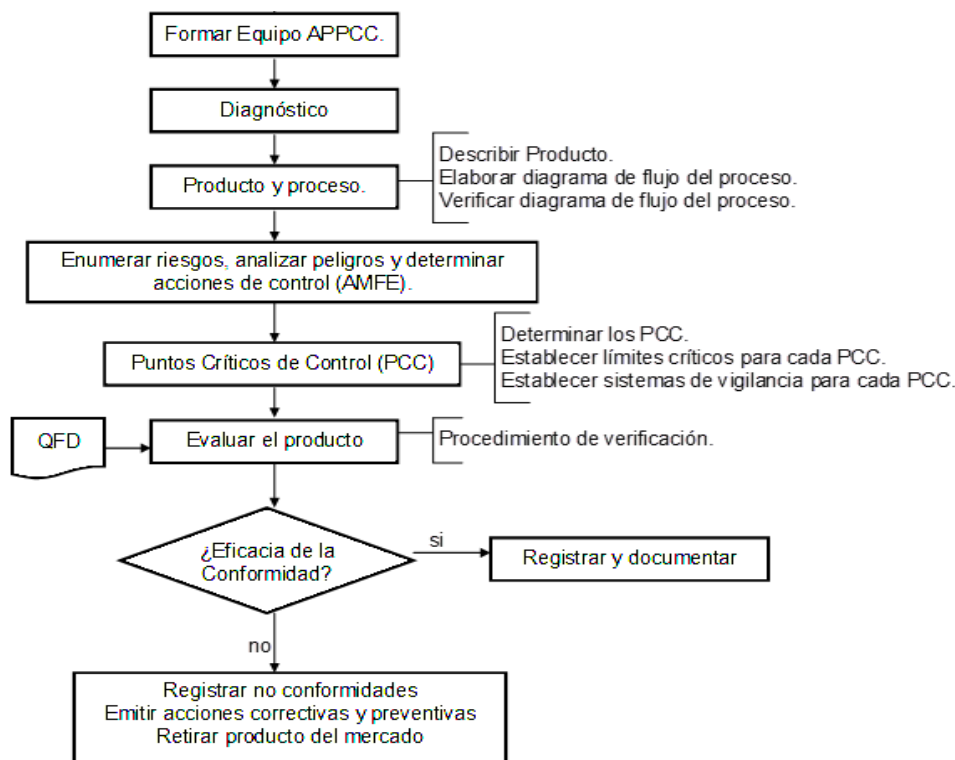 Formar Equipo APPCC.
Diagnóstico
Producto y proceso.
Describir Producto.
Elaborar diagrama de flujo del proceso.
Verificar diagrama de flujo del proceso.
Enumerar riesgos, analizar peligros y determinar
acciones de control (AMFE).
Puntos Críticos de Control (PCC)
Determinar los PCC.
Establecer límites críticos para cada PCC.
Establecer sistemas de vigilancia para cada PCC.
QFD
Evaluar el producto
Procedimiento de verificación.
¿Eficacia de la
Conformidad?
si
Registrar y documentar
no
Registrar no conformidades
Emitir acciones correctivas y preventivas
Retirar producto del mercado